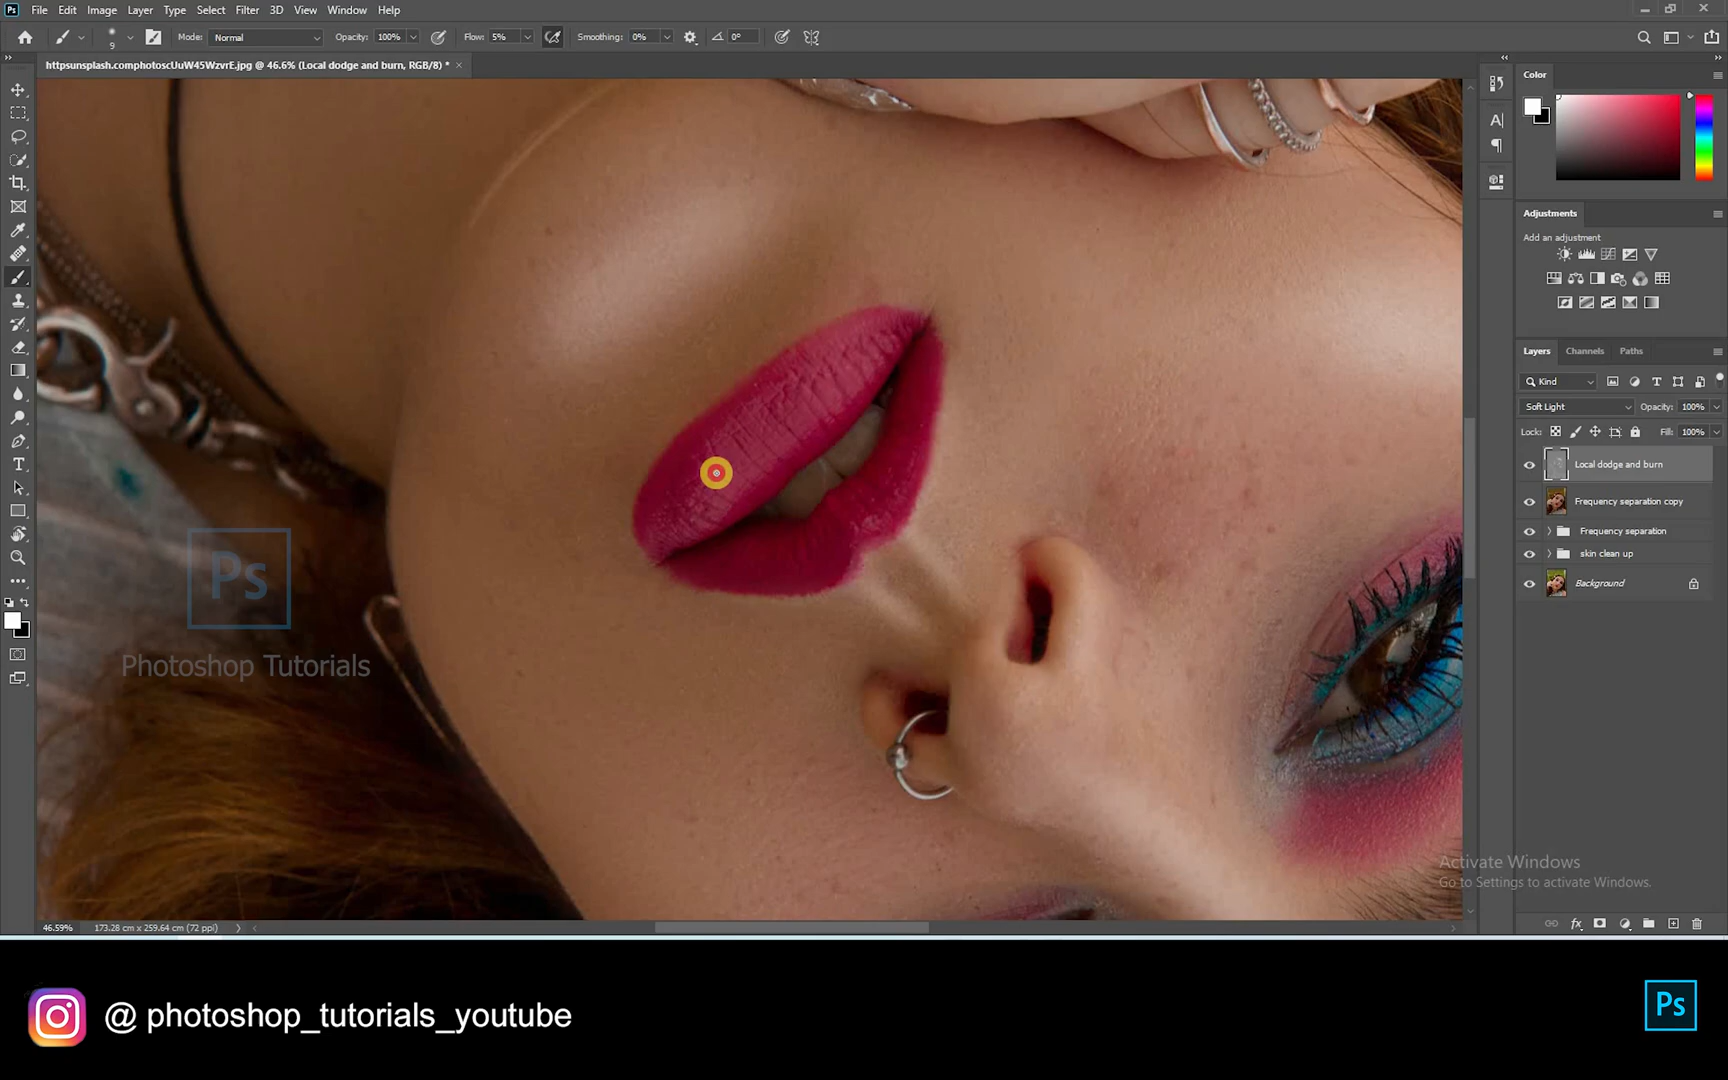 Ps File Edit Image Layer Type Select Filter 3D View Window Help
9 Mode: Normal Opacity: 100% Flow: 5% Smoothing: 0% 0°
httpsunsplash.comphotoscUuW45WzvrE.jpg @ 46.6% (Local dodge and burn, RGB/8) * ×
Color
Adjustments
Add an adjustment
Layers Channels Paths
Kind
Soft Light Opacity: 100%
Lock: Fill: 100%
Local dodge and burn
Frequency separation copy
Frequency separation
skin clean up
Background
Ps
Photoshop Tutorials
Activate Windows
Go to Settings to activate Windows.
46.59% 173.28 cm x 259.64 cm (72 ppi)
@ photoshop_tutorials_youtube
Ps